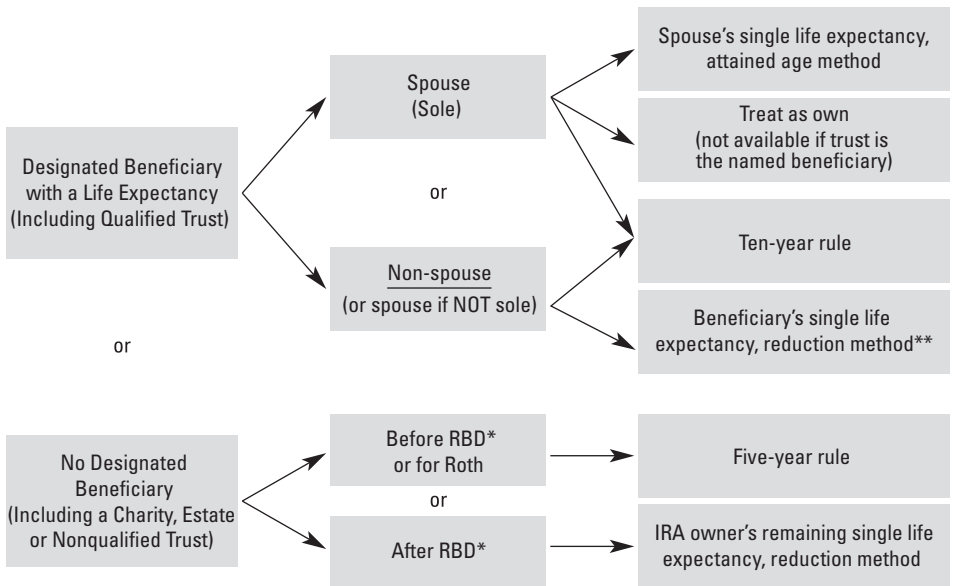 Designated Beneficiary
with a Life Expectancy
(Including Qualified Trust)
or
No Designated
Beneficiary
(Including a Charity, Estate
or Nonqualified Trust)
Spouse
(Sole)
or
Non-spouse
(or spouse if NOT sole)
Before RBD*
or for Roth
or
After RBD*
Spouse's single life expectancy,
attained age method
Treat as own
(not available if trust is
the named beneficiary)
Ten-year rule
Beneficiary's single life
expectancy, reduction method**
Five-year rule
IRA owner's remaining single life
expectancy, reduction method